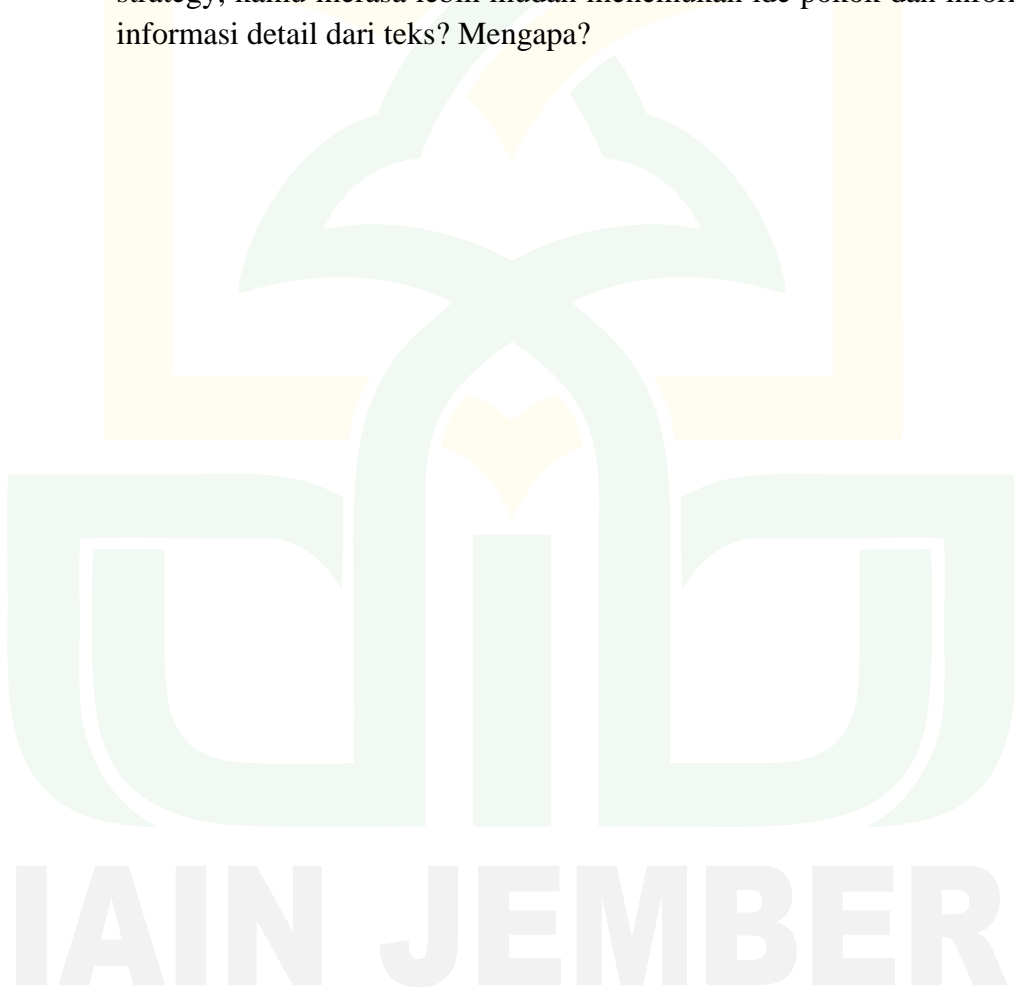 strategy, kamu merasa lebih mudah menemukan ide pokok dan
informasi detail dari teks? Mengapa?
IAIN JEMBER